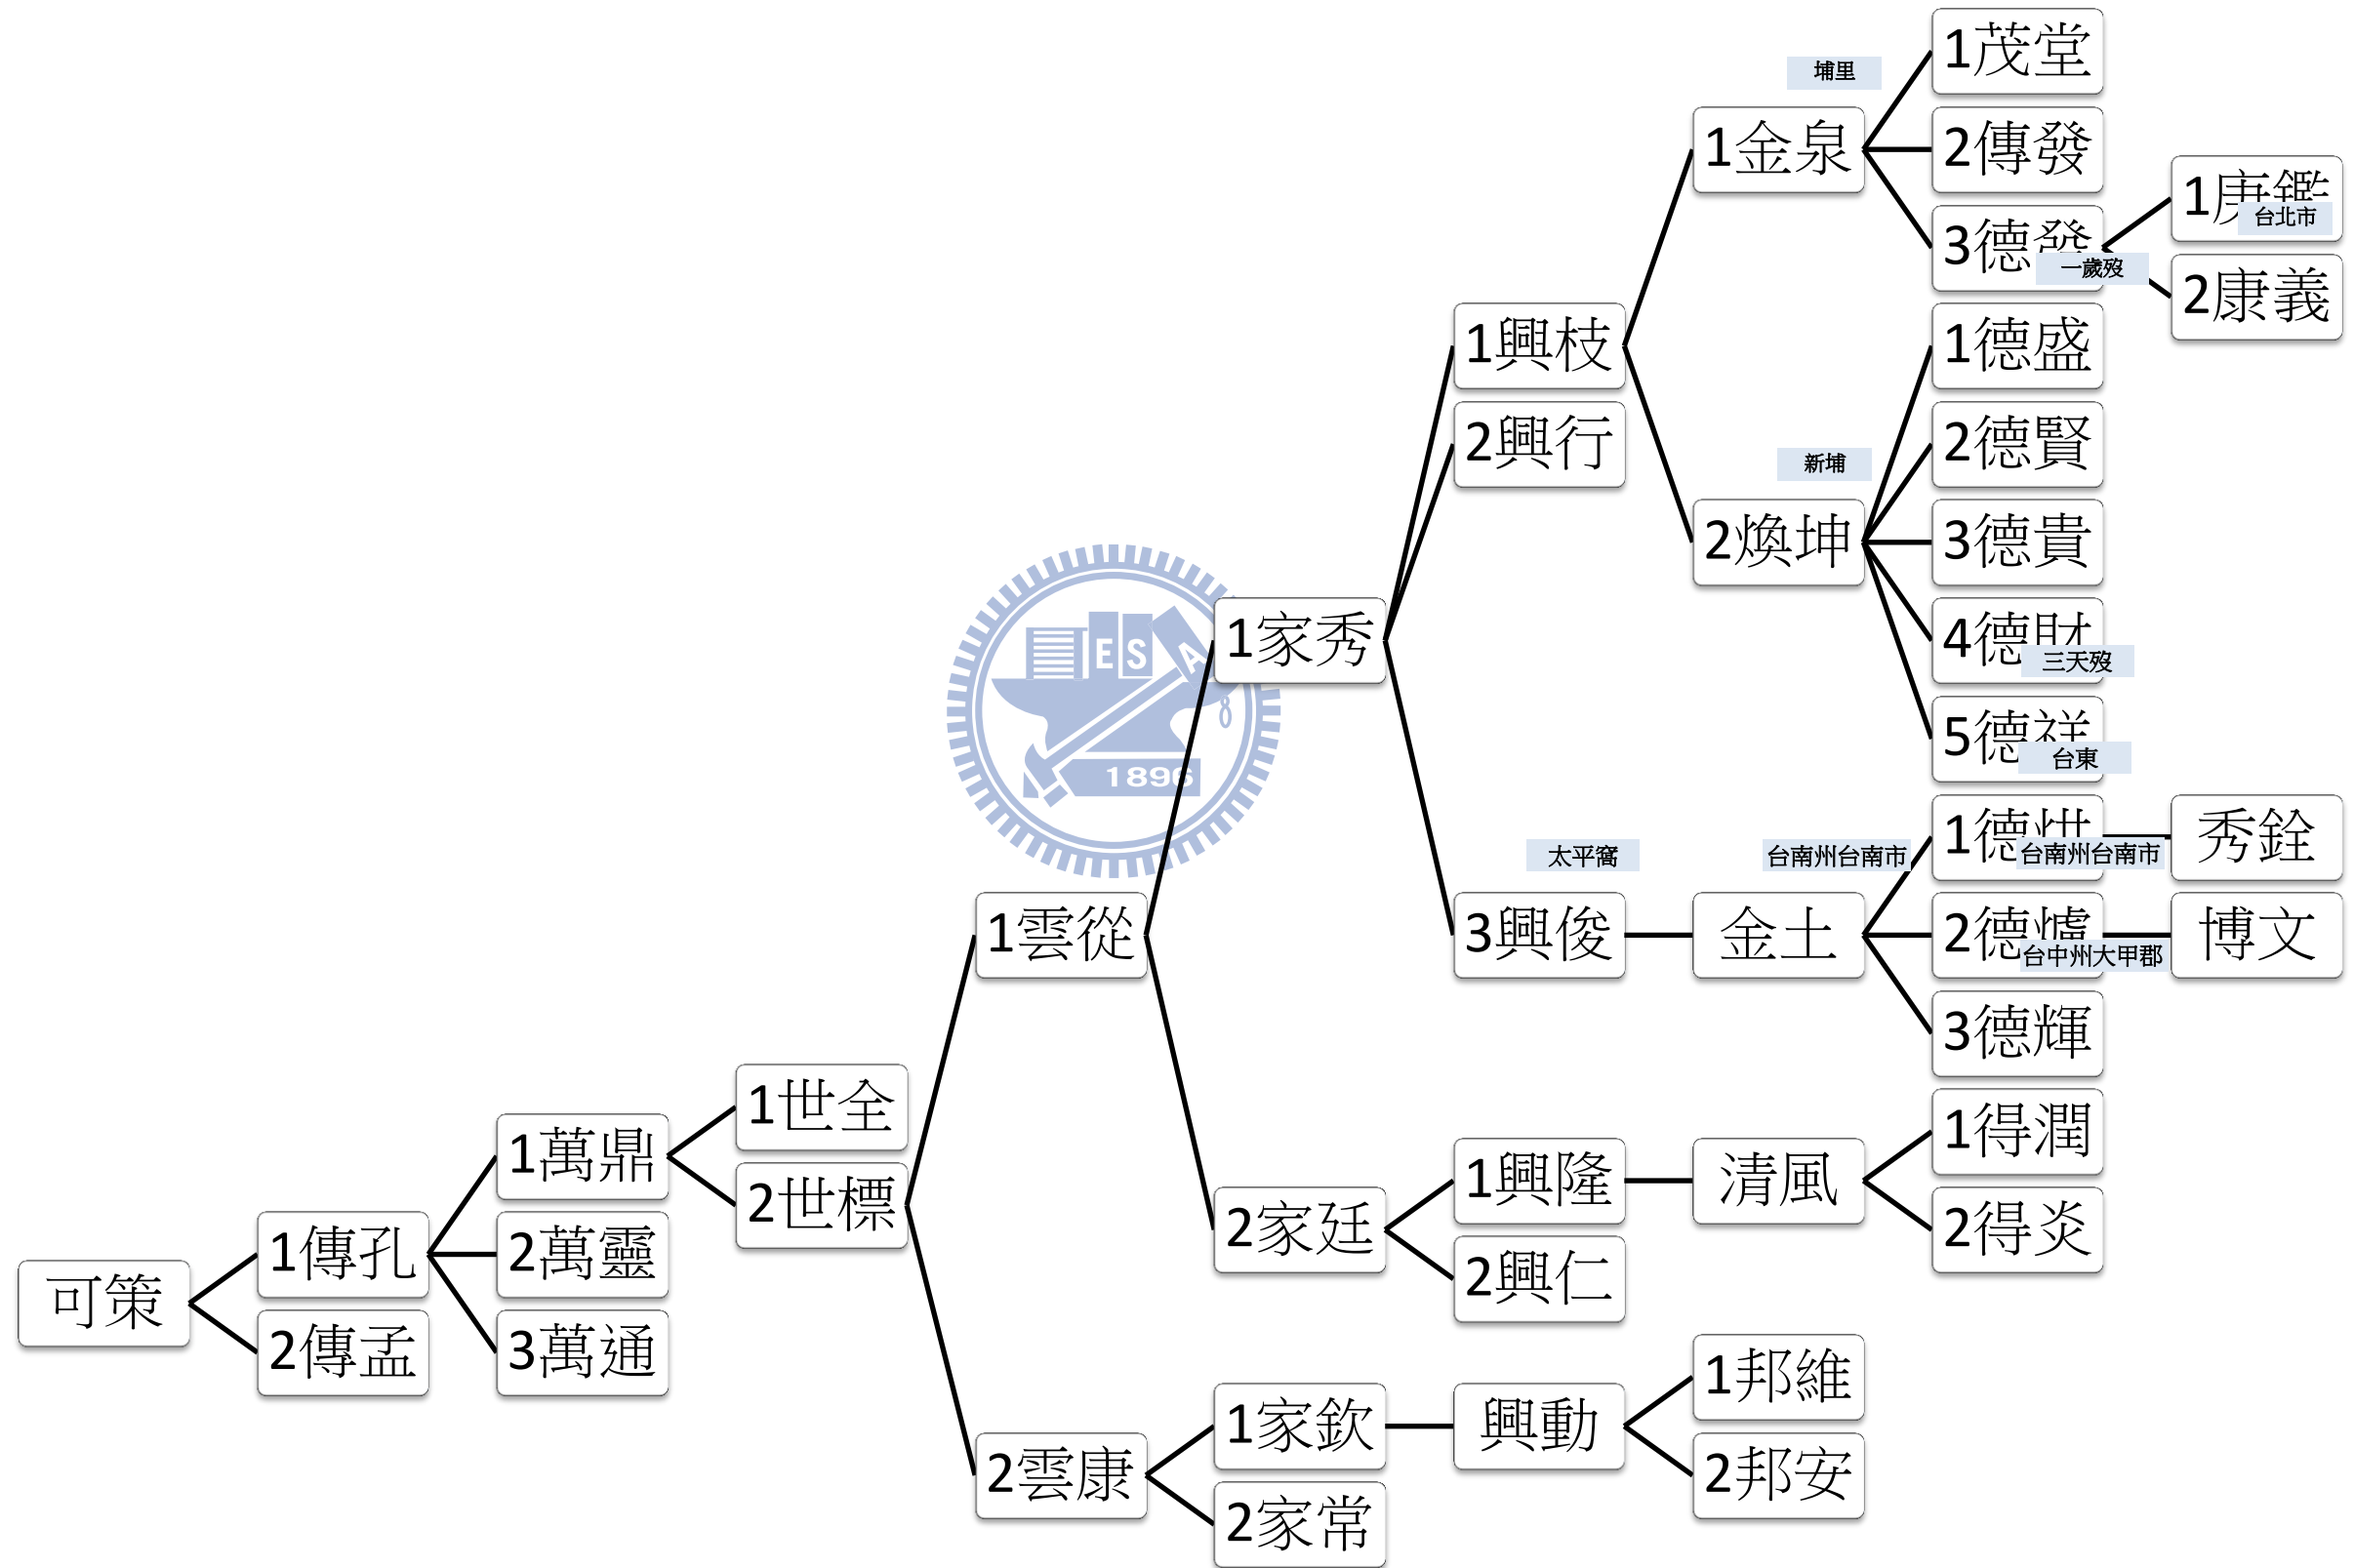 1茂堂
埔里
1金泉
2傳發
1康鑑
台北市
3德發
一歲歿
2康義
1興枝
1德盛
2興行
2德賢
新埔
2煥坤
3德貴
1家秀
4德財
三天歿
5德祥
台東
ESA
1896
太平窩
台南州台南市
1德烘
台南州台南市
秀銓
1雲從
3興俊
金土
2德爐
台中州大甲郡
博文
3德輝
1世全
1萬鼎
1興隆
清風
1得潤
2世標
2家廷
2得炎
1傳孔
2萬靈
2興仁
可策
2傳孟
3萬通
1邦維
1家欽
興動
2雲康
2邦安
2家常